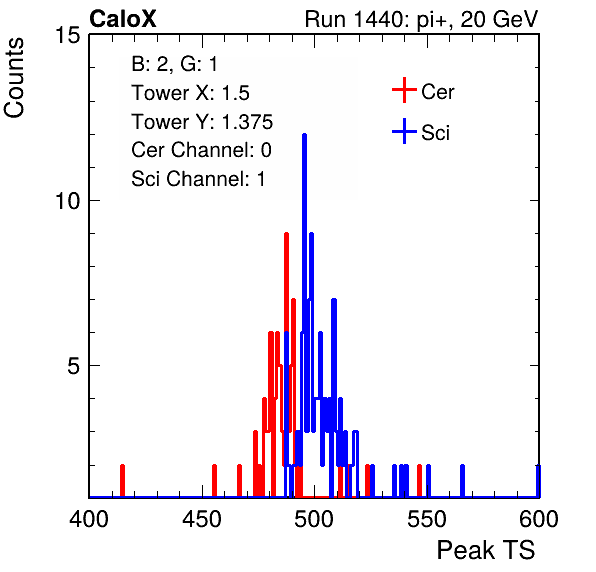 CaloX
Run 1440: pi+, 20 GeV
Counts
15
10
5
B: 2, G: 1
Tower X: 1.5
Tower Y: 1.375
Cer Channel: 0
Sci Channel: 1
Cer
Sci
400
450
500
550
600
Peak TS